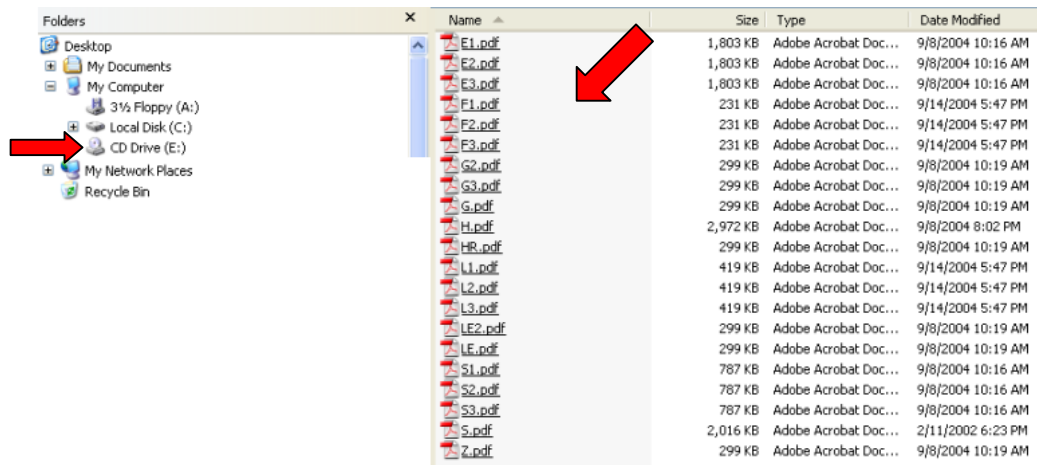 Folders ×
Desktop
My Documents
My Computer
3½ Floppy (A:)
Local Disk (C:)
CD Drive (E:)
My Network Places
Recycle Bin
Name Size Type Date Modified
E1.pdf 1,803 KB Adobe Acrobat Doc... 9/8/2004 10:16 AM
E2.pdf 1,803 KB Adobe Acrobat Doc... 9/8/2004 10:16 AM
E3.pdf 1,803 KB Adobe Acrobat Doc... 9/8/2004 10:16 AM
F1.pdf 231 KB Adobe Acrobat Doc... 9/14/2004 5:47 PM
F2.pdf 231 KB Adobe Acrobat Doc... 9/14/2004 5:47 PM
F3.pdf 231 KB Adobe Acrobat Doc... 9/14/2004 5:47 PM
G2.pdf 299 KB Adobe Acrobat Doc... 9/8/2004 10:19 AM
G3.pdf 299 KB Adobe Acrobat Doc... 9/8/2004 10:19 AM
G.pdf 299 KB Adobe Acrobat Doc... 9/8/2004 10:19 AM
H.pdf 2,972 KB Adobe Acrobat Doc... 9/8/2004 8:02 PM
HR.pdf 299 KB Adobe Acrobat Doc... 9/8/2004 10:19 AM
L1.pdf 419 KB Adobe Acrobat Doc... 9/14/2004 5:47 PM
L2.pdf 419 KB Adobe Acrobat Doc... 9/14/2004 5:47 PM
L3.pdf 419 KB Adobe Acrobat Doc... 9/14/2004 5:47 PM
LE2.pdf 299 KB Adobe Acrobat Doc... 9/8/2004 10:19 AM
LE.pdf 299 KB Adobe Acrobat Doc... 9/8/2004 10:19 AM
S1.pdf 787 KB Adobe Acrobat Doc... 9/8/2004 10:16 AM
S2.pdf 787 KB Adobe Acrobat Doc... 9/8/2004 10:16 AM
S3.pdf 787 KB Adobe Acrobat Doc... 9/8/2004 10:16 AM
S.pdf 2,016 KB Adobe Acrobat Doc... 2/11/2002 6:23 PM
Z.pdf 299 KB Adobe Acrobat Doc... 9/8/2004 10:19 AM